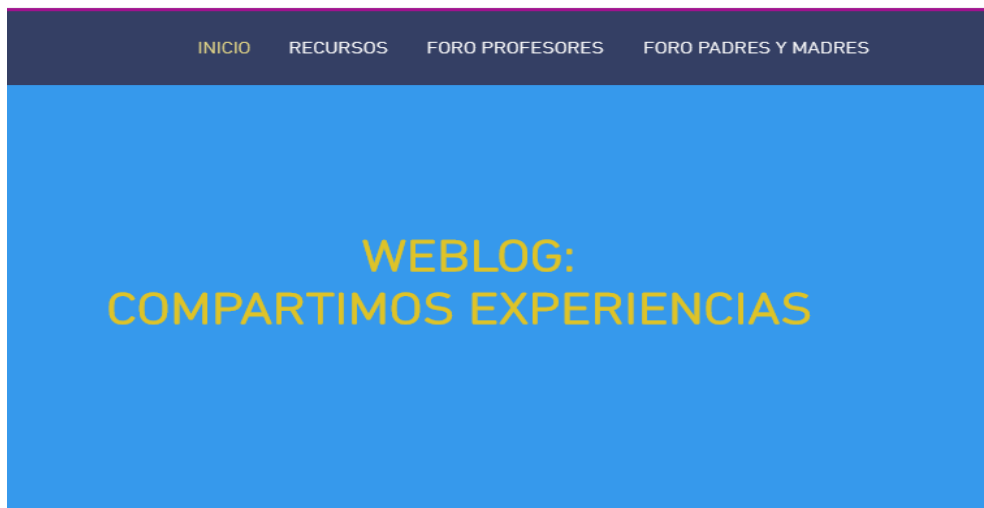 INICIO RECURSOS FORO PROFESORES FORO PADRES Y MADRES
WEBLOG:
COMPARTIMOS EXPERIENCIAS